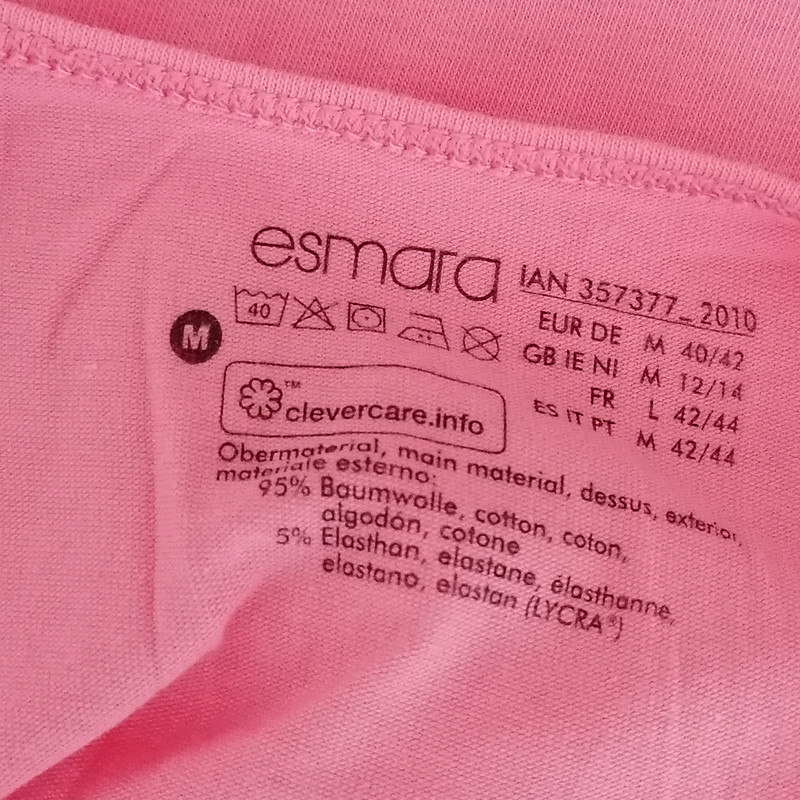 esmara
IAN 357377_2010
40
M
EUR DE M 40/42
GB IE NI M 12/14
FR L 42/44
ES IT PT M 42/44
™ clevercare.info
Obermaterial, main material, dessus, exterior,
materiale esterno:
95% Baumwolle, cotton, coton,
algodón, cotone
5% Elasthan, elastane, élasthanne,
elastano, elastan (LYCRA®)